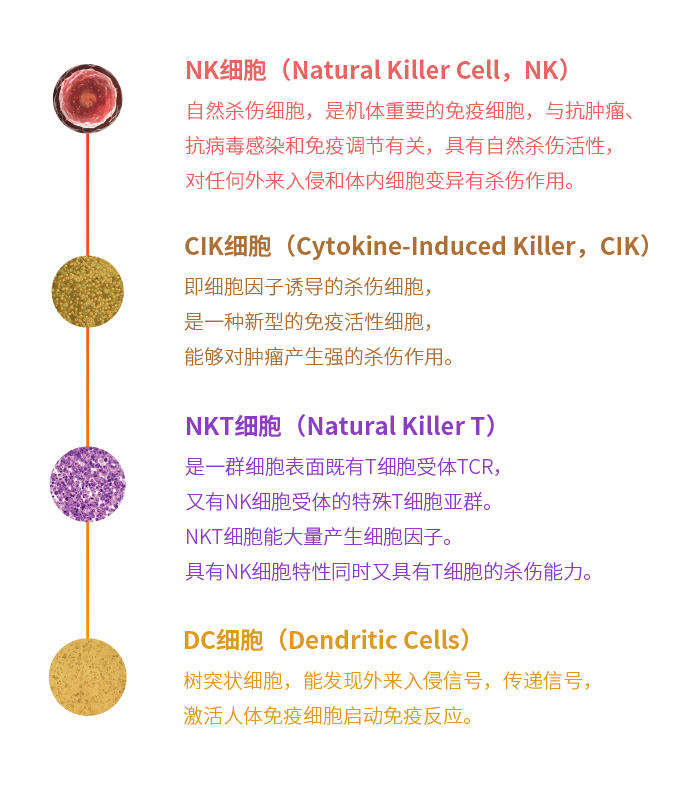 NK细胞（Natural Killer Cell，NK）
自然杀伤细胞，是机体重要的免疫细胞，与抗肿瘤、
抗病毒感染和免疫调节有关，具有自然杀伤活性，
对任何外来入侵和体内细胞变异有杀伤作用。
CIK细胞（Cytokine-Induced Killer，CIK）
即细胞因子诱导的杀伤细胞，
是一种新型的免疫活性细胞，
能够对肿瘤产生强的杀伤作用。
NKT细胞（Natural Killer T）
是一群细胞表面既有T细胞受体TCR，
又有NK细胞受体的特殊T细胞亚群。
NKT细胞能大量产生细胞因子。
具有NK细胞特性同时又具有T细胞的杀伤能力。
DC细胞（Dendritic Cells）
树突状细胞，能发现外来入侵信号，传递信号，
激活人体免疫细胞启动免疫反应。